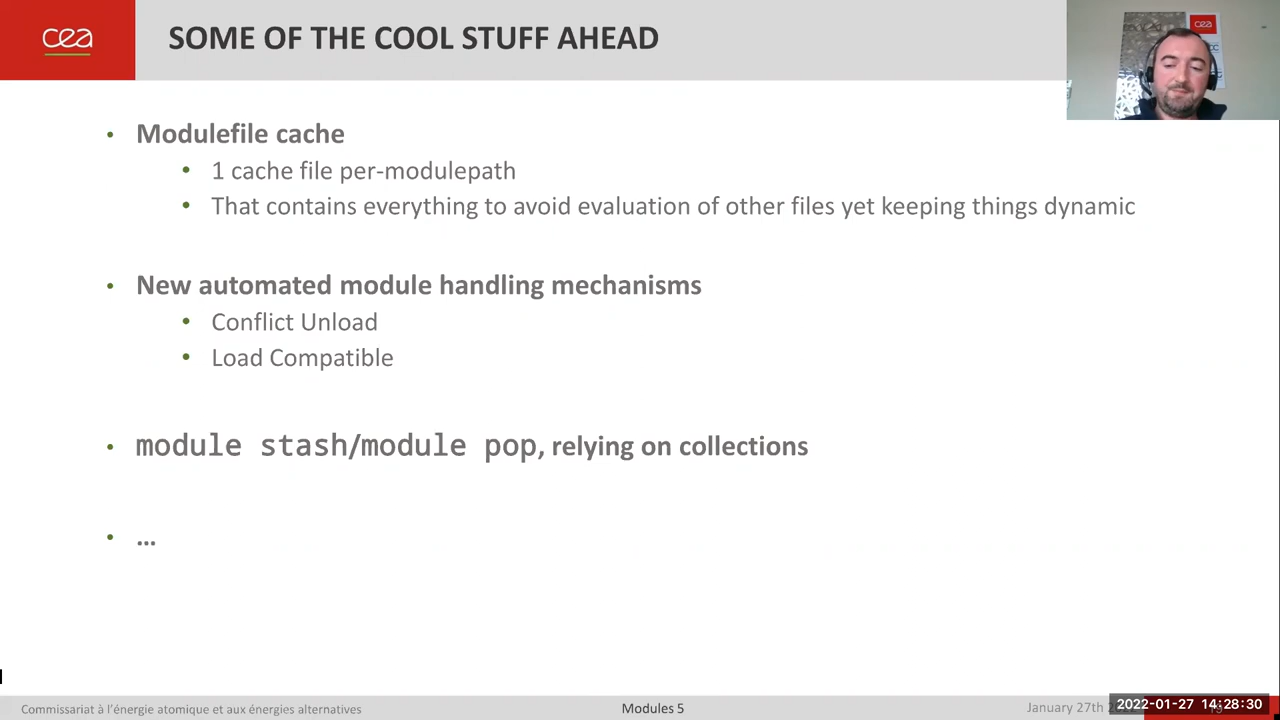 cea
SOME OF THE COOL STUFF AHEAD
cea
• Modulefile cache
• 1 cache file per-modulepath
• That contains everything to avoid evaluation of other files yet keeping things dynamic
• New automated module handling mechanisms
• Conflict Unload
• Load Compatible
• module stash/module pop, relying on collections
• …
Commissariat à l'énergie atomique et aux énergies alternatives
Modules 5
January 27th
2022-01-27 14:28:30